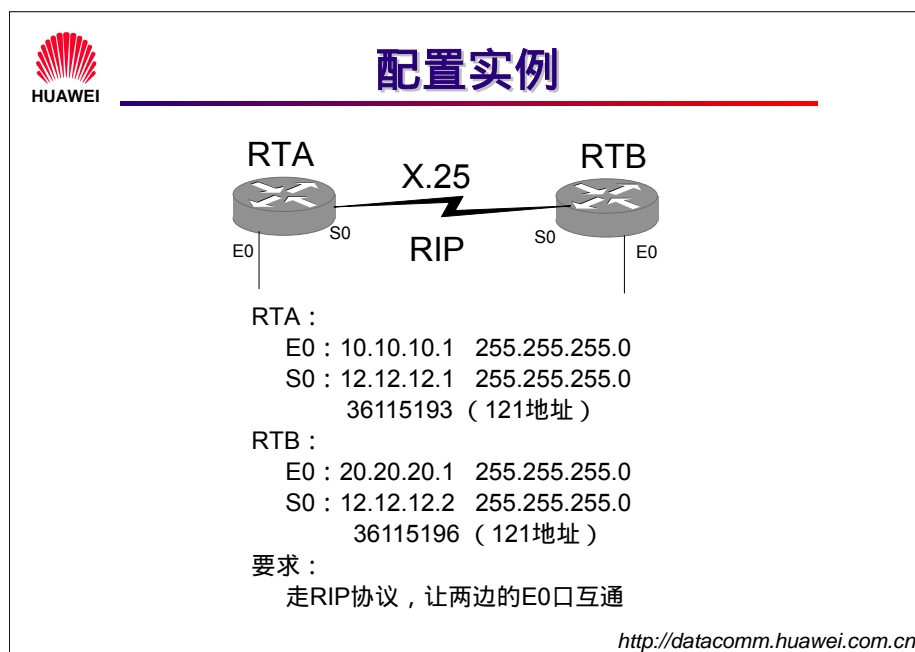 HUAWEI
配置实例
RTA
RTB
X.25
S0
RIP
S0
E0
E0
RTA：
E0：10.10.10.1 255.255.255.0
S0：12.12.12.1 255.255.255.0
36115193 （121地址）
RTB：
E0：20.20.20.1 255.255.255.0
S0：12.12.12.2 255.255.255.0
36115196 （121地址）
要求：
走RIP协议，让两边的E0口互通
http://datacomm.huawei.com.cn